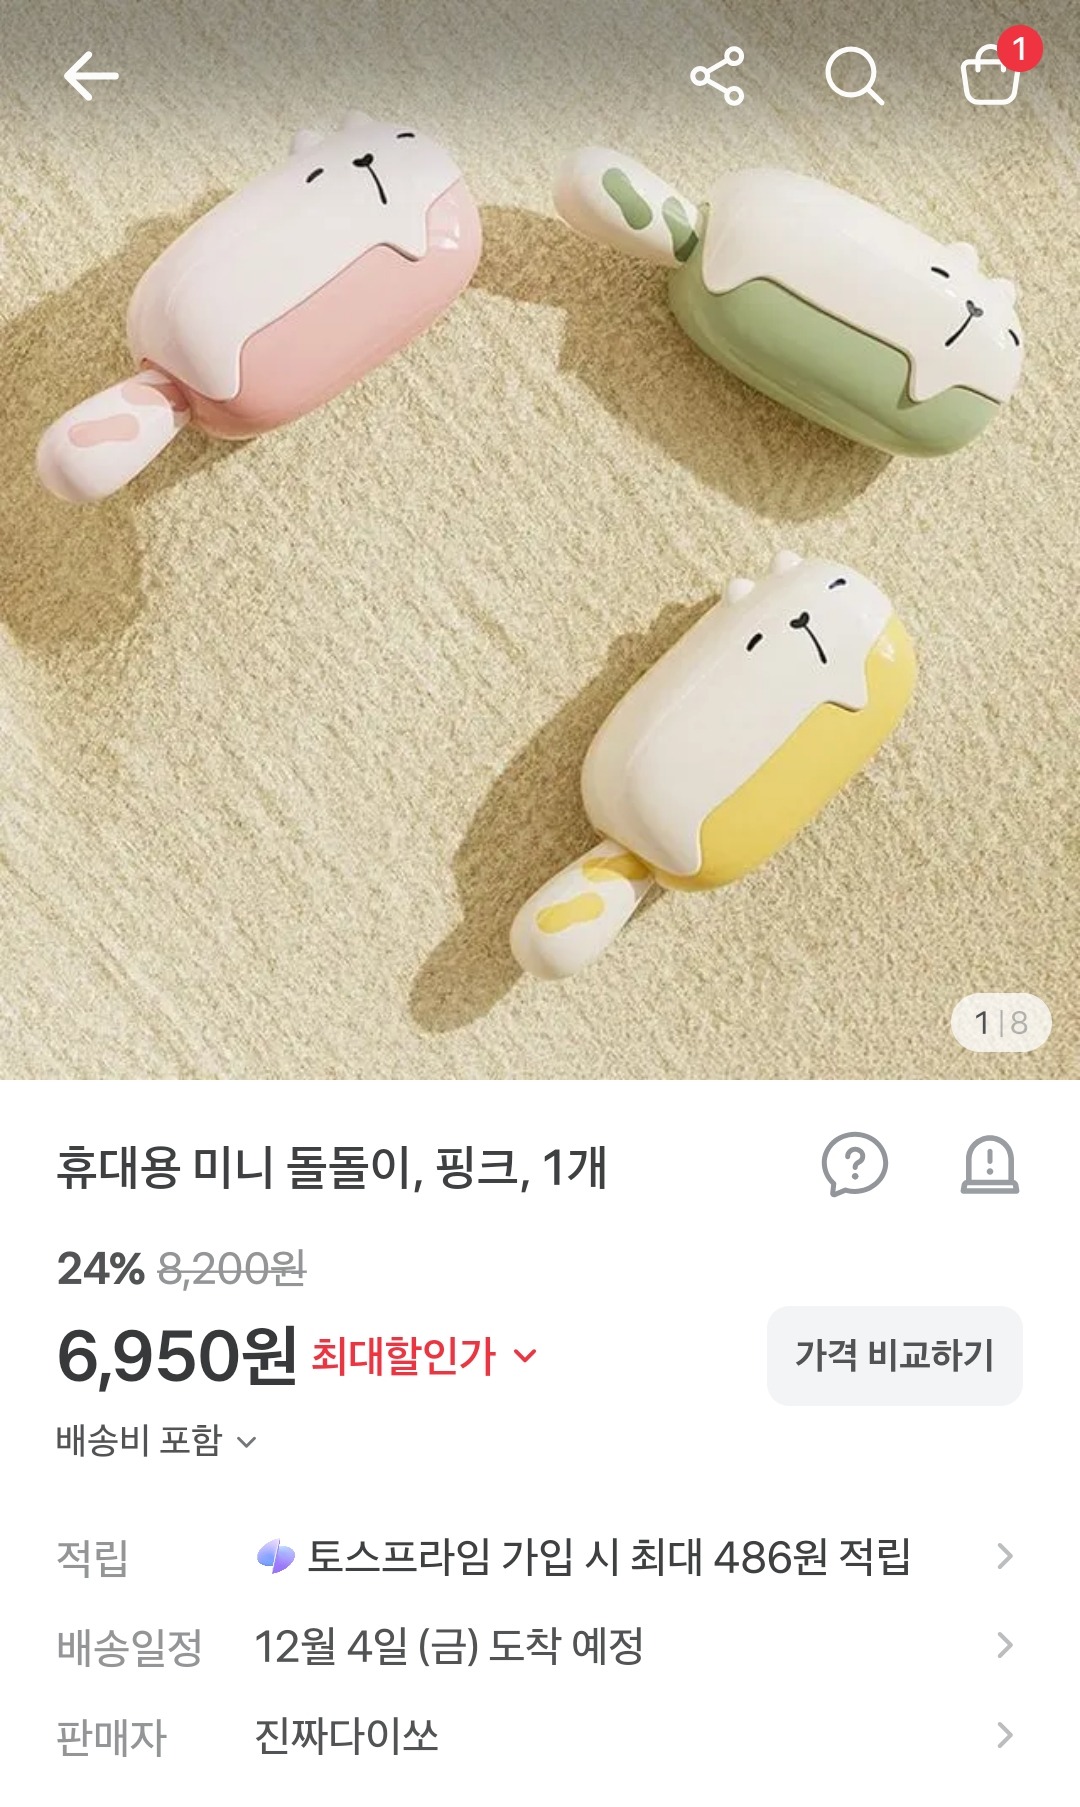 1
1|8
휴대용 미니 돌돌이, 핑크, 1개
24% 8,200원
6,950원 최대할인가
가격 비교하기
배송비 포함
적립 토스프라임 가입 시 최대 486원 적립
배송일정 12월 4일 (금) 도착 예정
판매자 진짜다이쏘